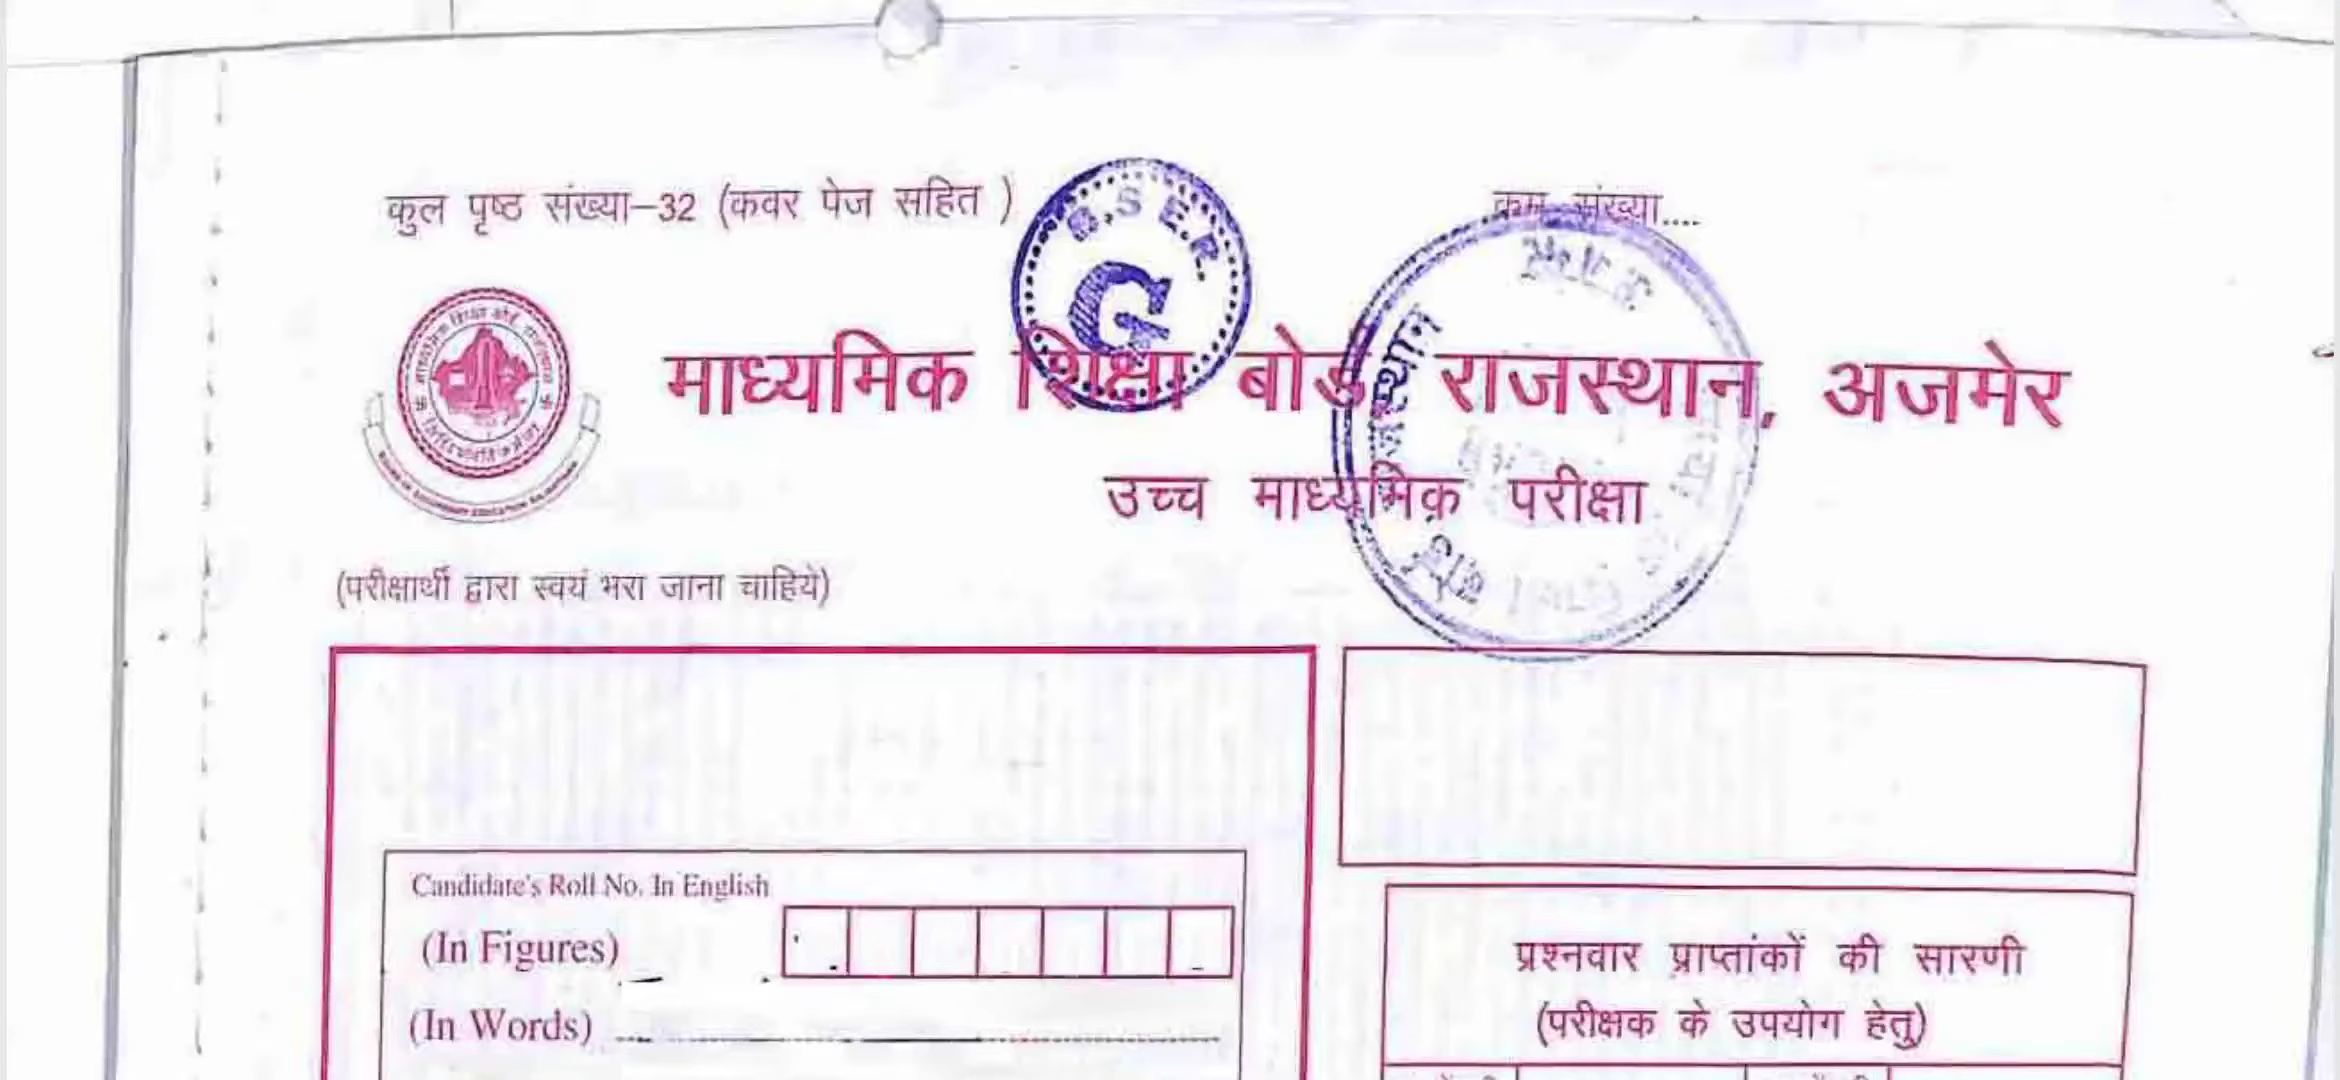 कुल पृष्ठ संख्या–32 (कवर पेज सहित )
क्रम संख्या....
B.S.E.R.
G
माध्यमिक शिक्षा बोर्ड राजस्थान, अजमेर
उच्च माध्यमिक परीक्षा
(परीक्षार्थी द्वारा स्वयं भरा जाना चाहिये)
Candidate's Roll No. In English
(In Figures)
(In Words)
प्रश्नवार प्राप्तांकों की सारणी
(परीक्षक के उपयोग हेतु)